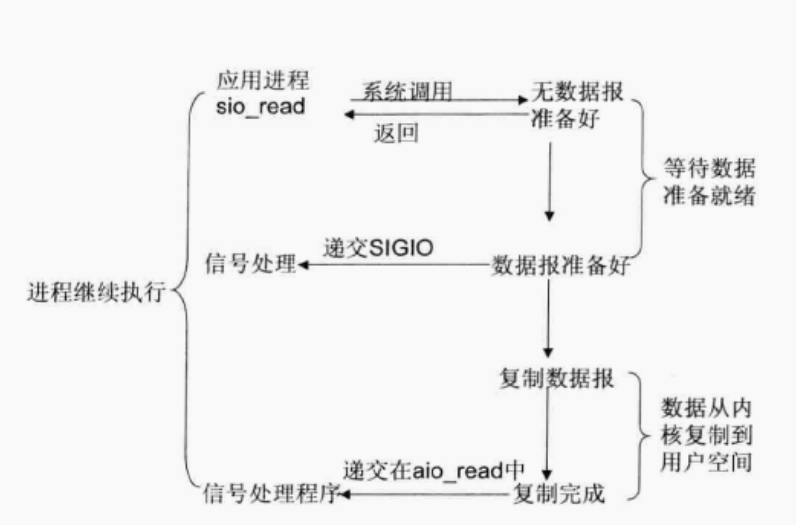 应用进程
sio_read
系统调用
无数据报
准备好
返回
等待数据
准备就绪
递交SIGIO
信号处理
数据报准备好
进程继续执行
复制数据报
数据从内
核复制到
用户空间
递交在aio_read中
信号处理程序
复制完成